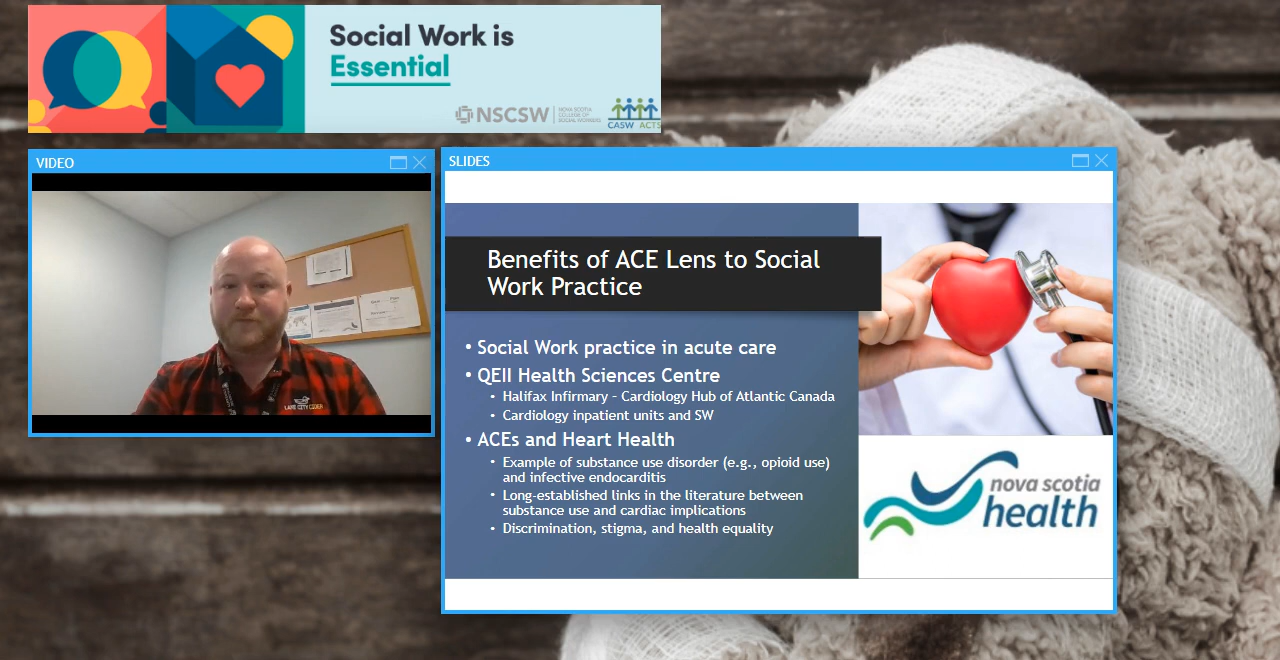 Social Work is
Essential
NSCSW
NOVA SCOTIA
COLLEGE OF
SOCIAL WORKERS
CASW ACTS
VIDEO
LAKE CITY CIDER
SLIDES
Benefits of ACE Lens to Social
Work Practice
• Social Work practice in acute care
• QEII Health Sciences Centre
• Halifax Infirmary – Cardiology Hub of Atlantic Canada
• Cardiology inpatient units and SW
• ACEs and Heart Health
• Example of substance use disorder (e.g., opioid use)
and infective endocarditis
• Long-established links in the literature between
substance use and cardiac implications
• Discrimination, stigma, and health equality
nova scotia
health